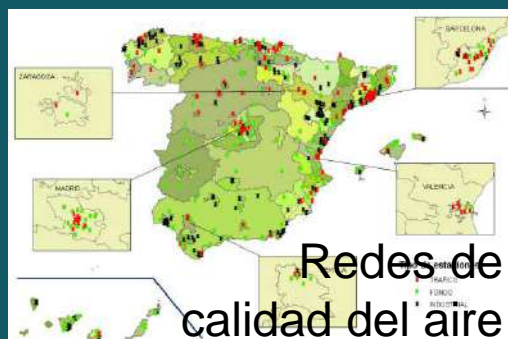 BARCELONA
ZARAGOZA
MADRID
VALENCIA
Redes de
TRAFICO
FONDO
INDUSTRIAL
calidad del aire